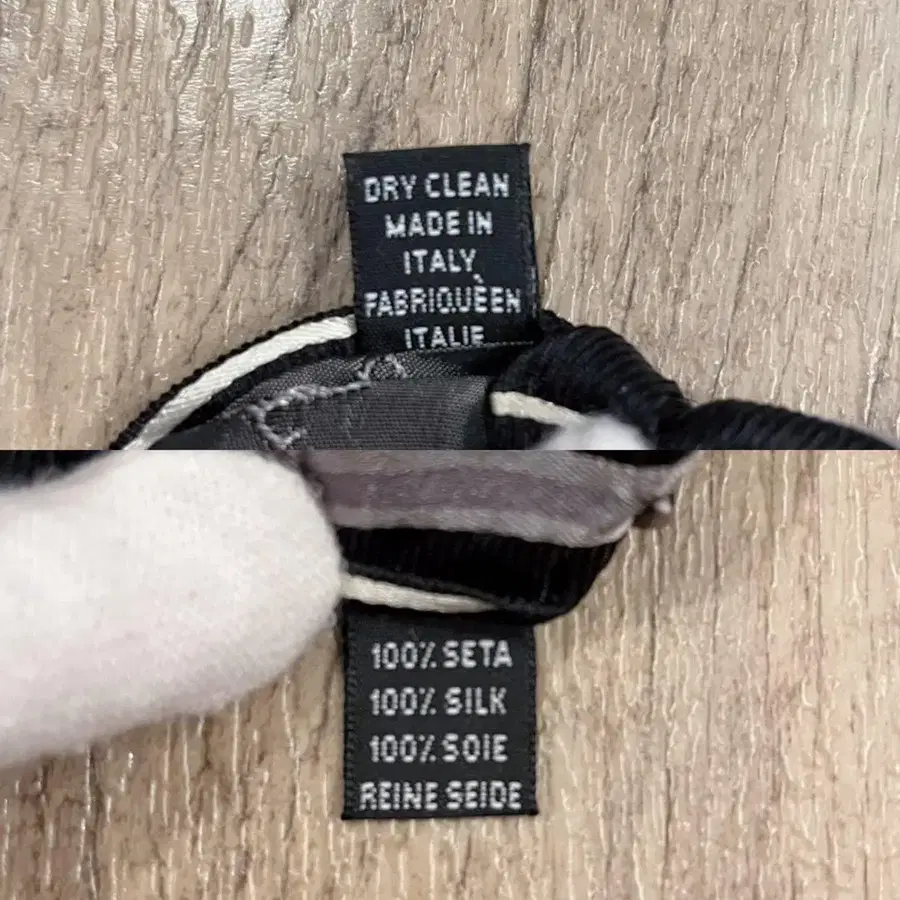 DRY CLEAN
MADE IN
ITALY
FABRIQUÈEN
ITALIE
100% SETA
100% SILK
100% SOIE
REINE SEIDE